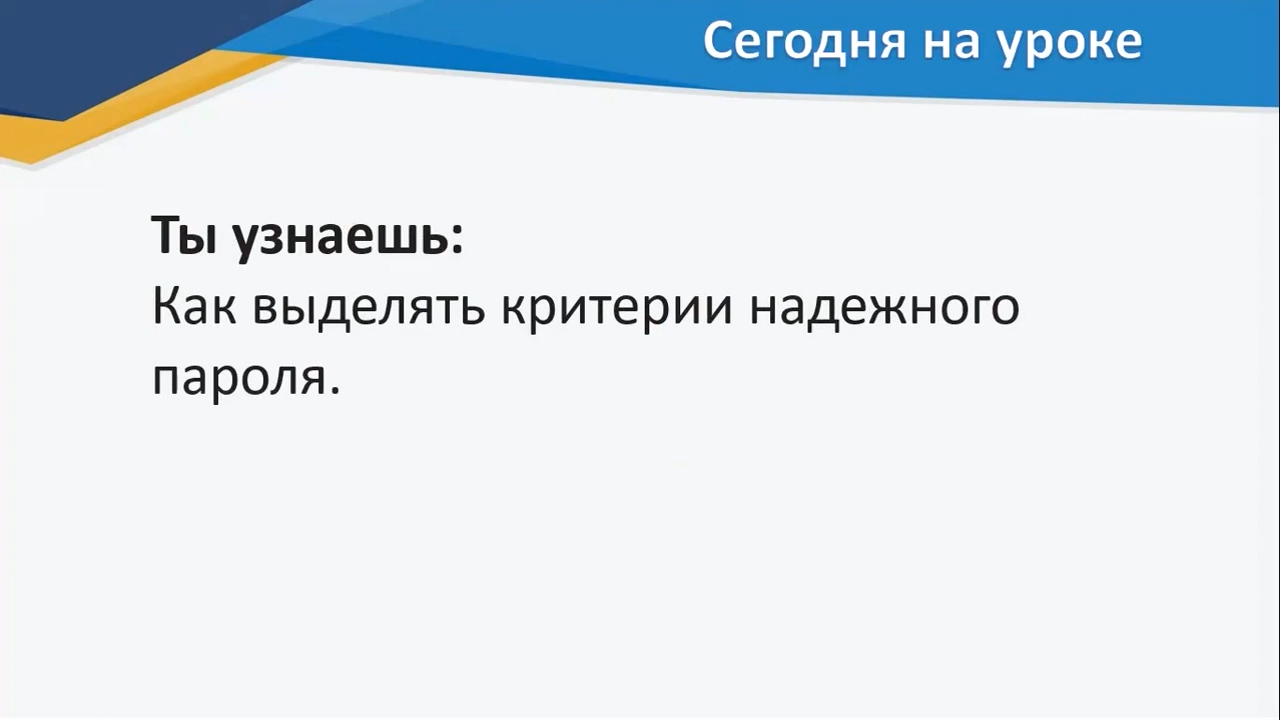 Сегодня на уроке
Ты узнаешь:
Как выделять критерии надежного
пароля.